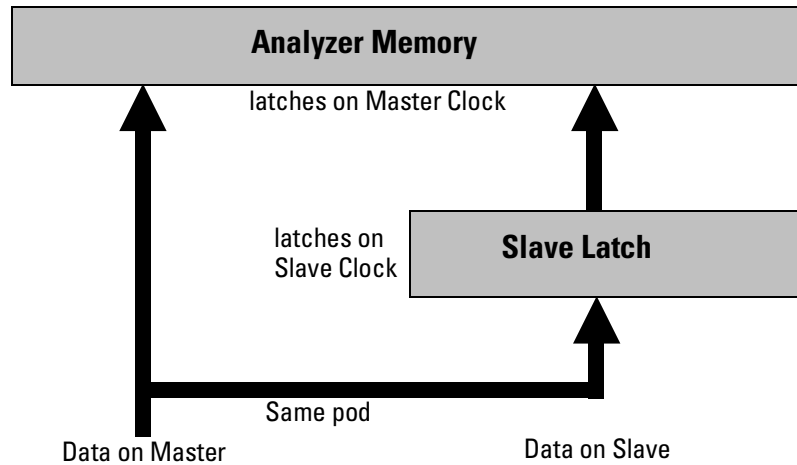 Analyzer Memory
latches on Master Clock
latches on
Slave Clock
Slave Latch
Same pod
Data on Master
Data on Slave